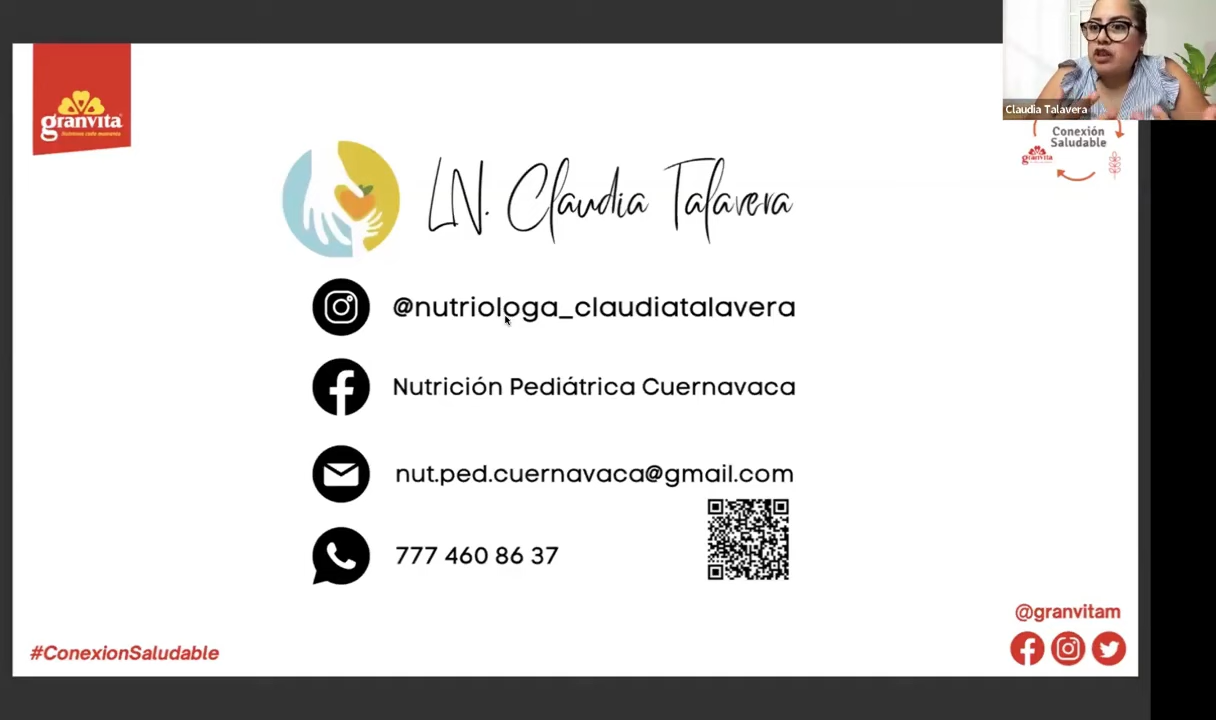 granvita
Claudia Talavera
Conexión
Saludable
granvita
LN. Claudia Talavera
@nutriologa_claudiatalavera
Nutrición Pediátrica Cuernavaca
nut.ped.cuernavaca@gmail.com
777 460 86 37
@granvitam
#ConexionSaludable